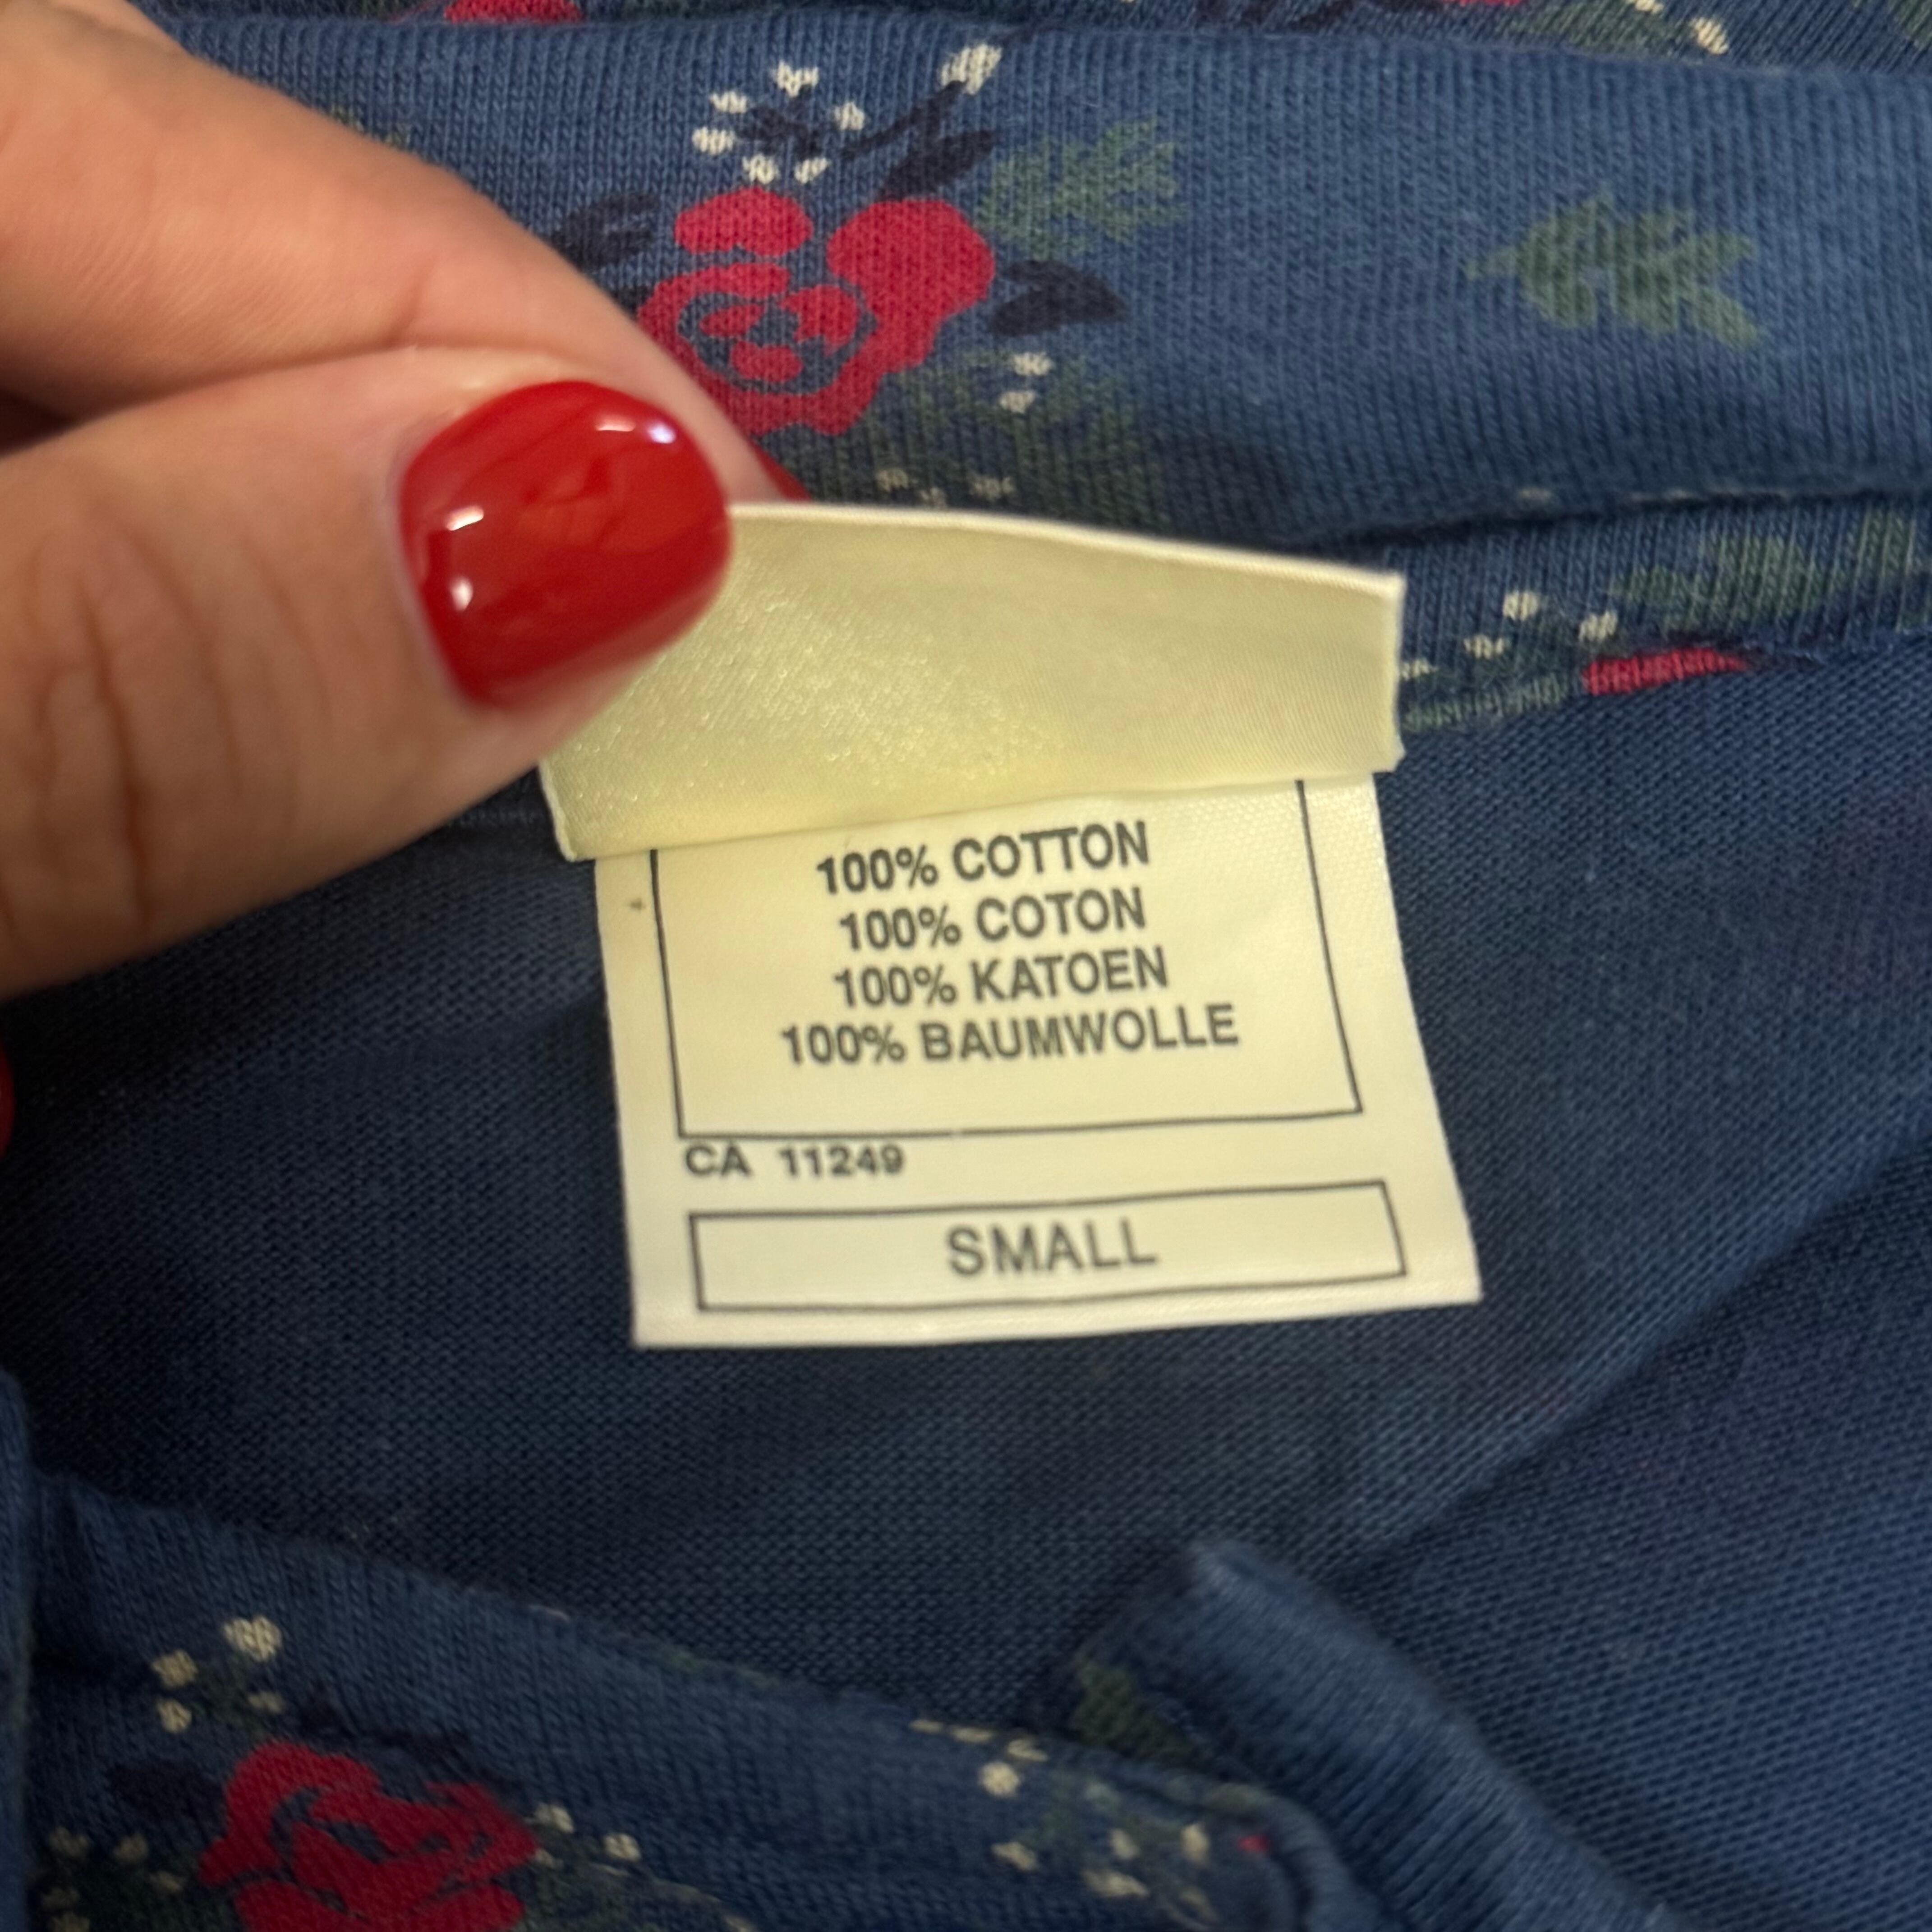 100% COTTON
100% COTON
100% KATOEN
100% BAUMWOLLE
CA 11249
SMALL